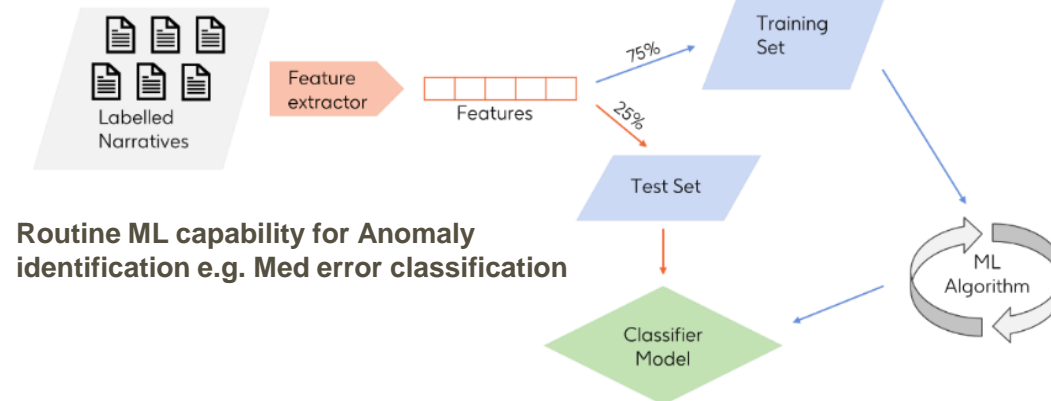 Labelled
Narratives
Feature
extractor
Features
75%
25%
Training
Set
Test Set
Routine ML capability for Anomaly
identification e.g. Med error classification
ML
Algorithm
Classifier
Model